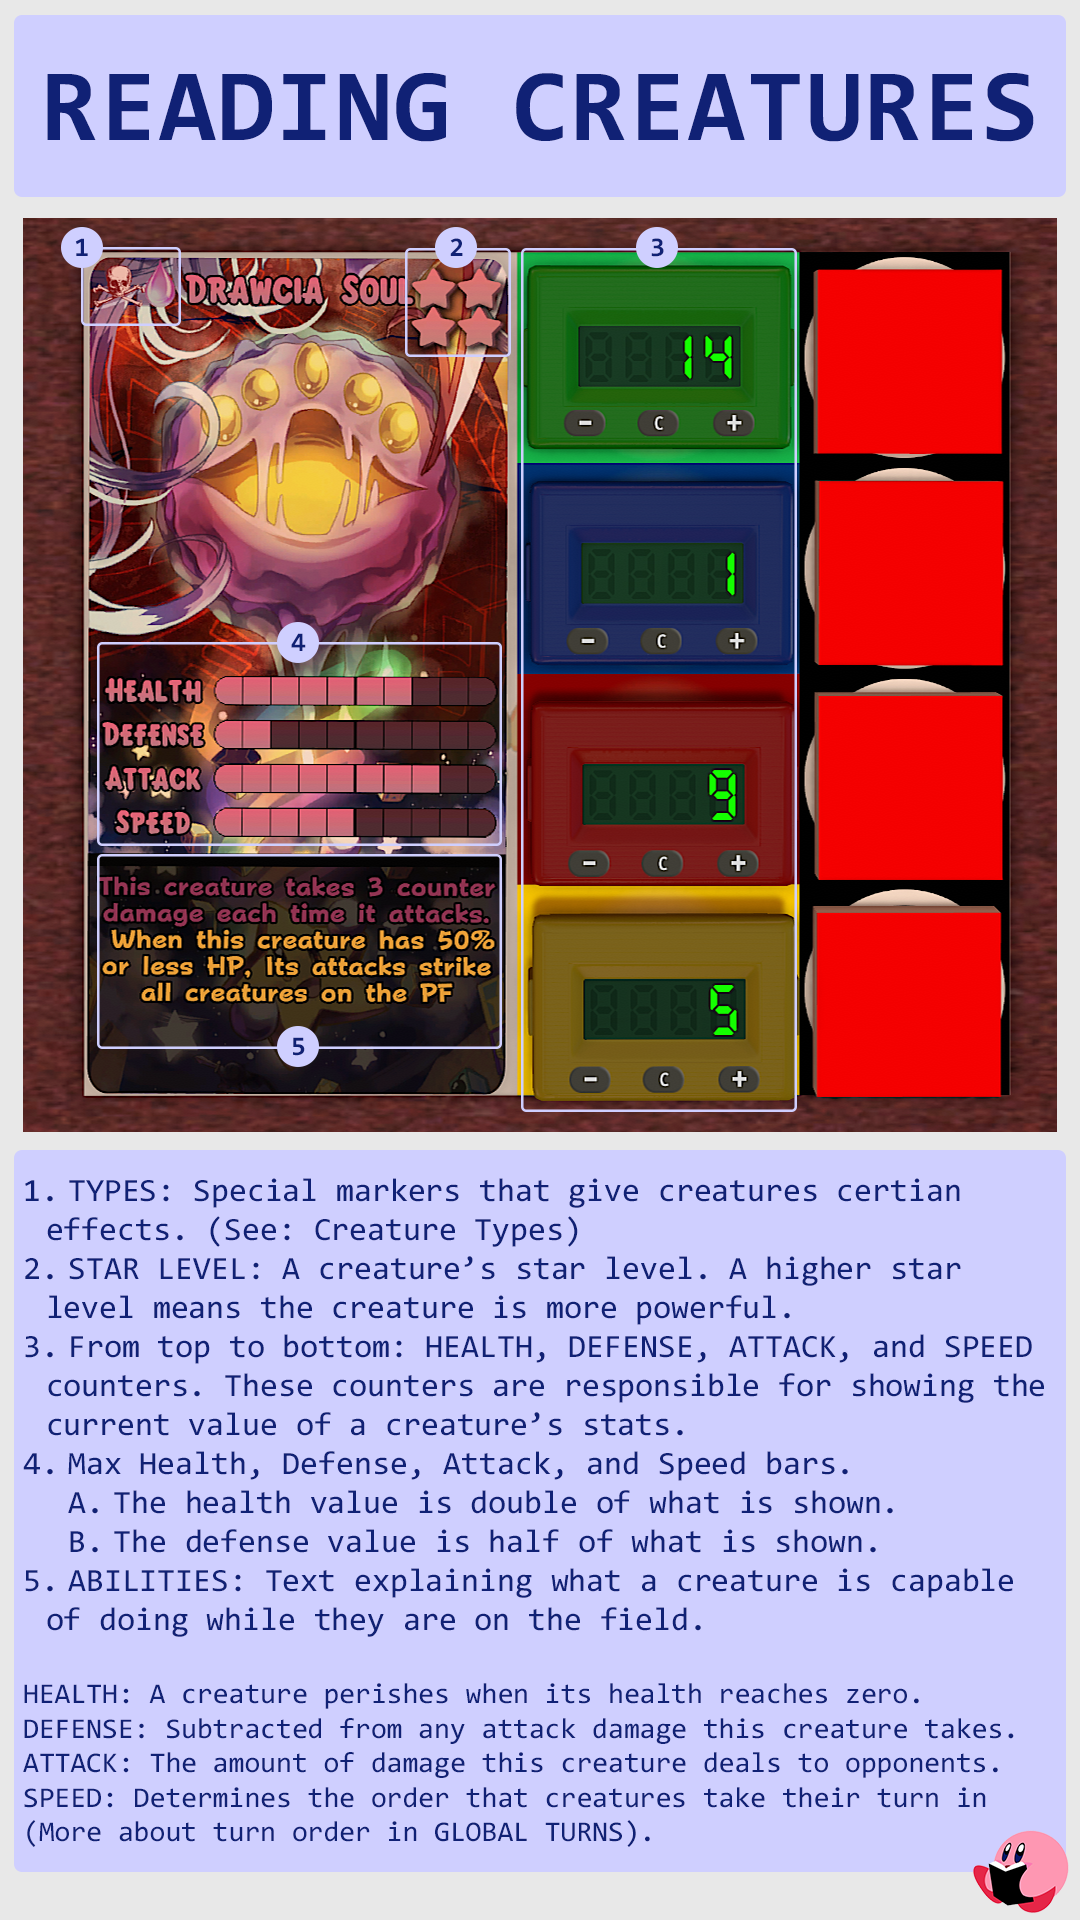 READING CREATURES
1
2
3
DRAWCIA SOUL
14
- C +
1
- C +
4
HEALTH
DEFENSE
ATTACK
SPEED
9
- C +
This creature takes 3 counter
damage each time it attacks.
When this creature has 50%
or less HP, Its attacks strike
all creatures on the PF
5
5
- C +
1. TYPES: Special markers that give creatures certian
effects. (See: Creature Types)
2. STAR LEVEL: A creature’s star level. A higher star
level means the creature is more powerful.
3. From top to bottom: HEALTH, DEFENSE, ATTACK, and SPEED
counters. These counters are responsible for showing the
current value of a creature’s stats.
4. Max Health, Defense, Attack, and Speed bars.
A. The health value is double of what is shown.
B. The defense value is half of what is shown.
5. ABILITIES: Text explaining what a creature is capable
of doing while they are on the field.
HEALTH: A creature perishes when its health reaches zero.
DEFENSE: Subtracted from any attack damage this creature takes.
ATTACK: The amount of damage this creature deals to opponents.
SPEED: Determines the order that creatures take their turn in
(More about turn order in GLOBAL TURNS).